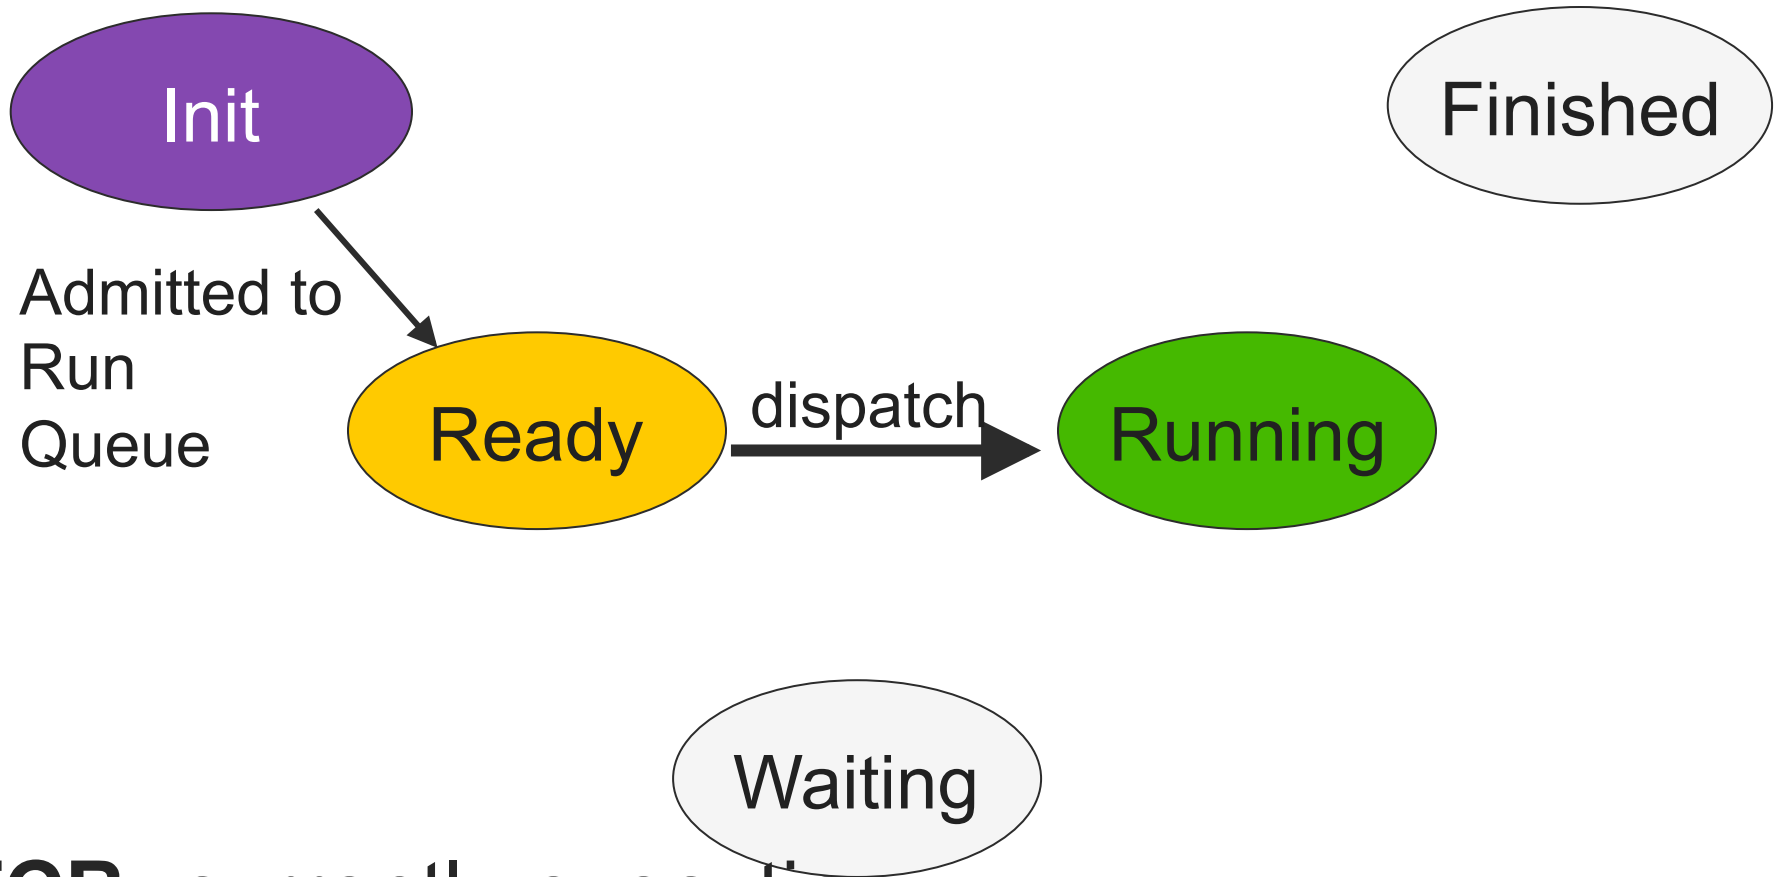 Init
Finished
Admitted to
Run
Queue
Ready
dispatch
Running
Waiting